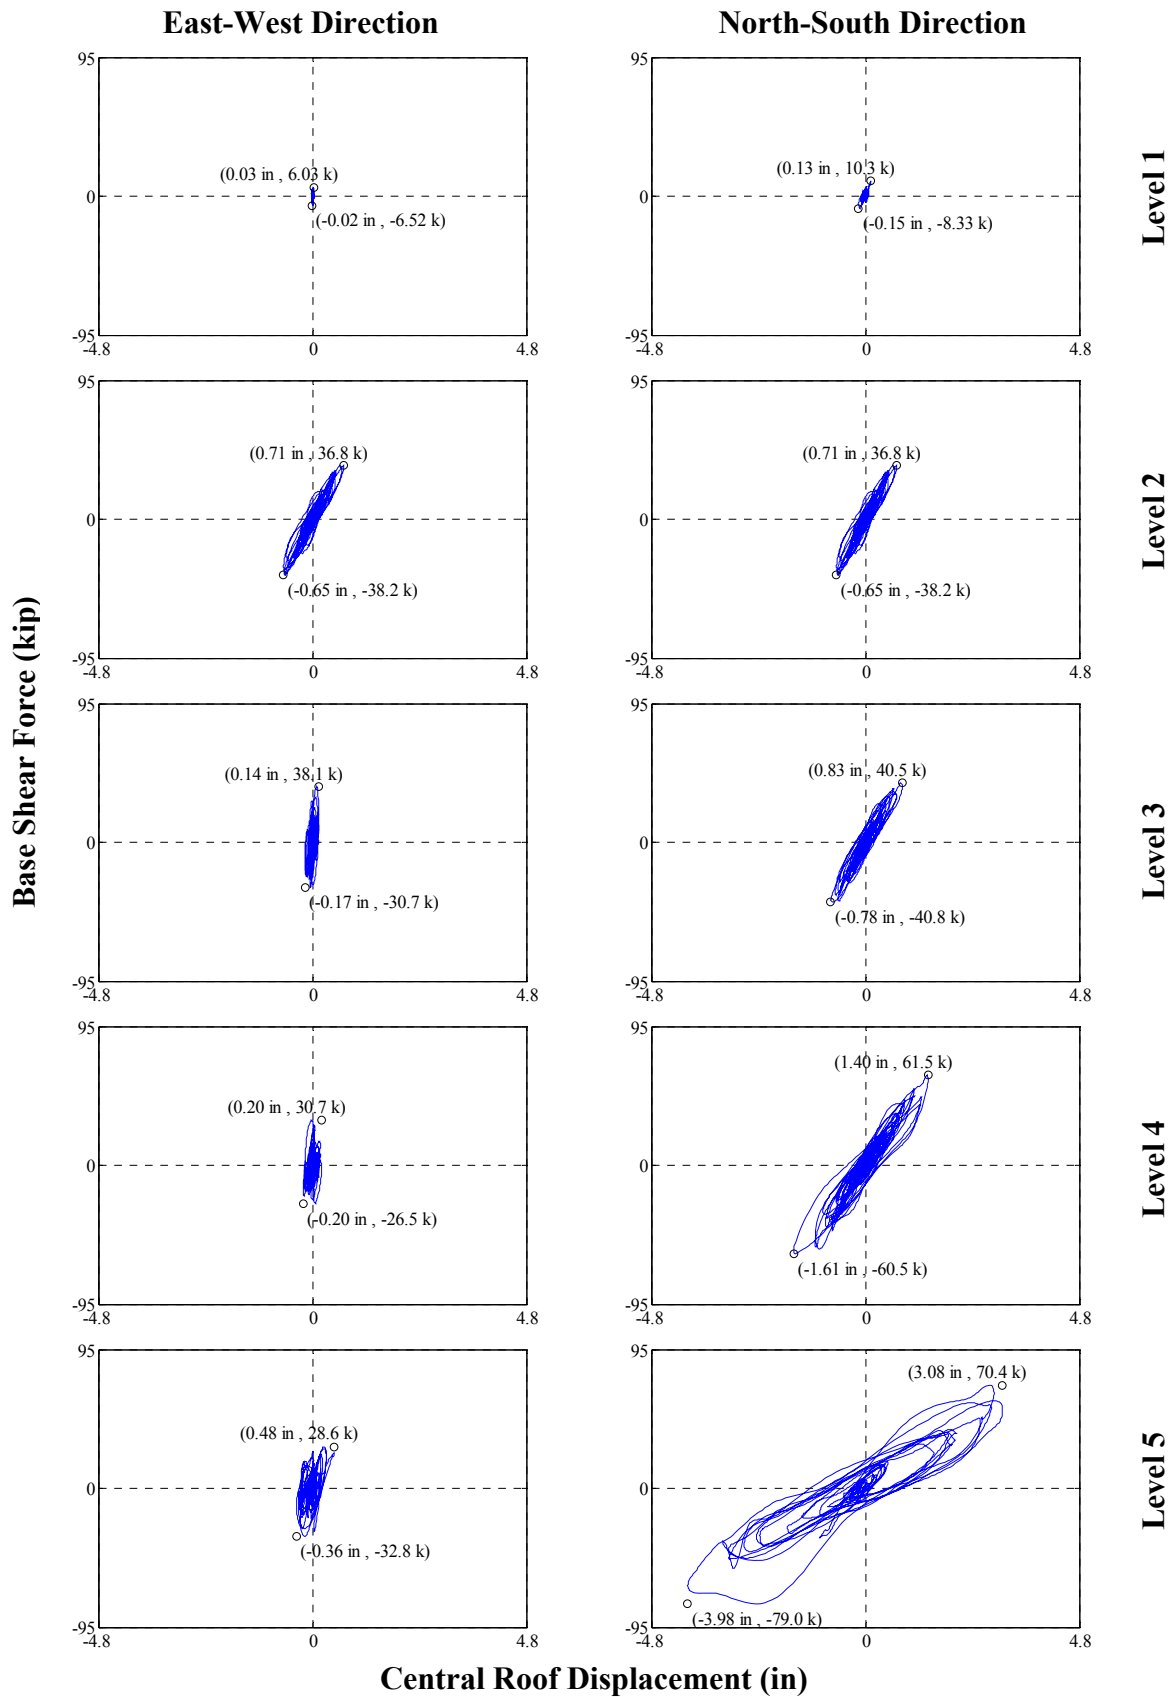 East-West Direction
North-South Direction
95
(0.03 in , 6.03 k)
0
(-0.02 in , -6.52 k)
-95
-4.8
0
4.8
95
(0.13 in , 10.3 k)
0
(-0.15 in , -8.33 k)
-95
-4.8
0
4.8
Level 1
95
(0.71 in , 36.8 k)
0
(-0.65 in , -38.2 k)
-95
-4.8
0
4.8
95
(0.71 in , 36.8 k)
0
(-0.65 in , -38.2 k)
-95
-4.8
0
4.8
Level 2
Base Shear Force (kip)
95
(0.14 in , 38.1 k)
0
(-0.17 in , -30.7 k)
-95
-4.8
0
4.8
95
(0.83 in , 40.5 k)
0
(-0.78 in , -40.8 k)
-95
-4.8
0
4.8
Level 3
95
(0.20 in , 30.7 k)
0
(-0.20 in , -26.5 k)
-95
-4.8
0
4.8
95
(1.40 in , 61.5 k)
0
(-1.61 in , -60.5 k)
-95
-4.8
0
4.8
Level 4
95
(0.48 in , 28.6 k)
0
(-0.36 in , -32.8 k)
-95
-4.8
0
4.8
95
(3.08 in , 70.4 k)
0
(-3.98 in , -79.0 k)
-95
-4.8
0
4.8
Level 5
Central Roof Displacement (in)